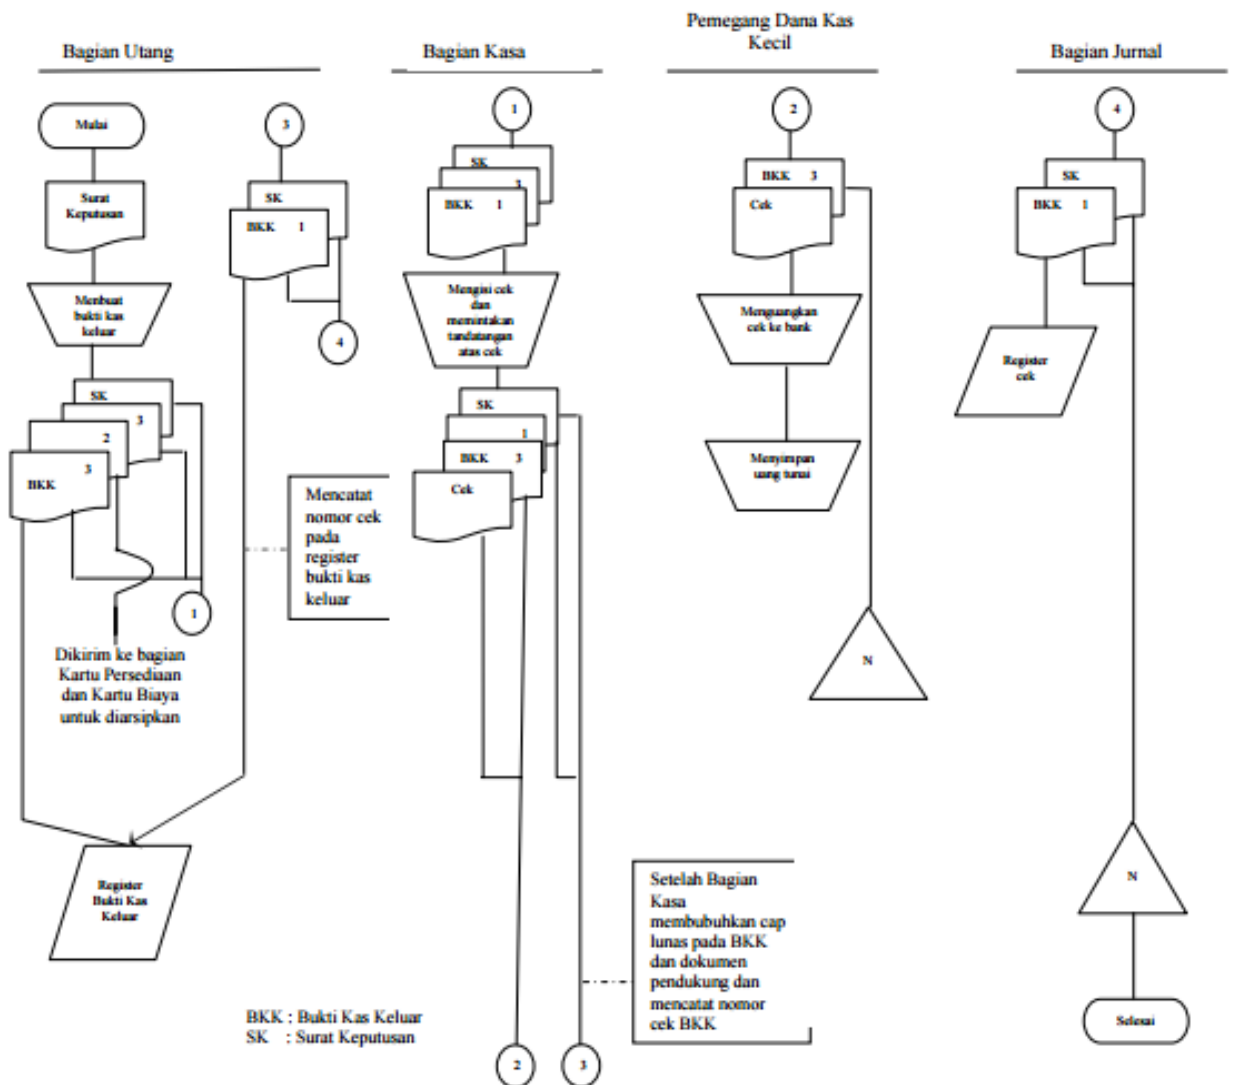 Bagian Utang
Mulai
Surat
Keputusan
Menbuat
bukti kas
keluar
SK
3
2
3
BKK
1
Dikirim ke bagian
Kartu Persediaan
dan Kartu Biaya
untuk diarsipkan
Register
Bukti Kas
Keluar
3
SK
BKK 1
4
Mencatat
nomor cek
pada
register
bukti kas
keluar
BKK : Bukti Kas Keluar
SK : Surat Keputusan
Bagian Kasa
1
SK
3
BKK 1
Mengisi cek
dan
memintakan
tandatangan
atas cek
SK
1
BKK 3
Cek
2
3
Setelah Bagian
Kasa
membubuhkan cap
lunas pada BKK
dan dokumen
pendukung dan
mencatat nomor
cek BKK
Pemegang Dana Kas
Kecil
2
BKK 3
Cek
Menguangkan
cek ke bank
Menyimpan
uang tunai
N
Bagian Jurnal
4
SK
BKK 1
Register
cek
N
Selesai